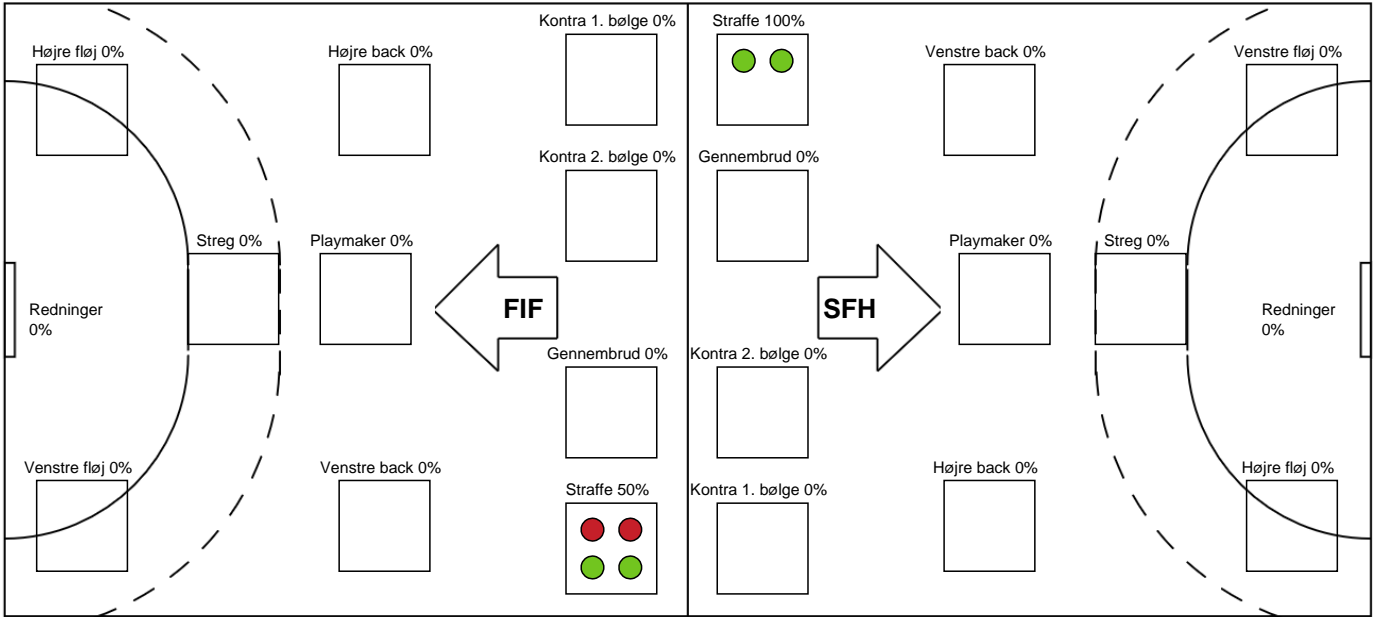 Kontra 1. bølge 0%
Straffe 100%
Højre fløj 0%
Højre back 0%
Venstre back 0%
Venstre fløj 0%
Kontra 2. bølge 0%
Gennembrud 0%
Streg 0%
Playmaker 0%
Playmaker 0%
Streg 0%
Redninger
0%
FIF
SFH
Redninger
0%
Gennembrud 0%
Kontra 2. bølge 0%
Venstre fløj 0%
Venstre back 0%
Højre back 0%
Højre fløj 0%
Straffe 50%
Kontra 1. bølge 0%